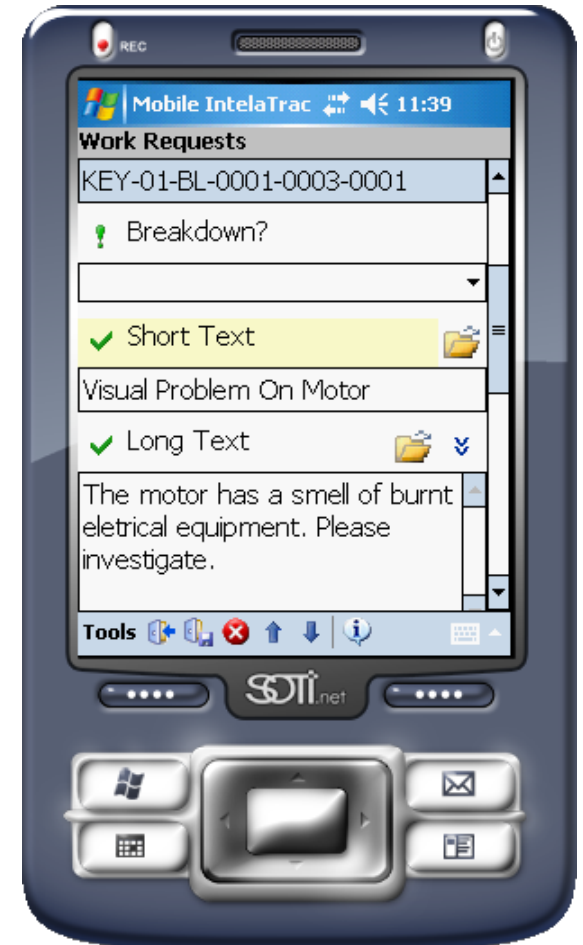 REC
Mobile IntelaTrac 11:39
Work Requests
KEY-01-BL-0001-0003-0001
Breakdown?
Short Text
Visual Problem On Motor
Long Text
The motor has a smell of burnt
eletrical equipment. Please
investigate.
Tools
SOTi.net